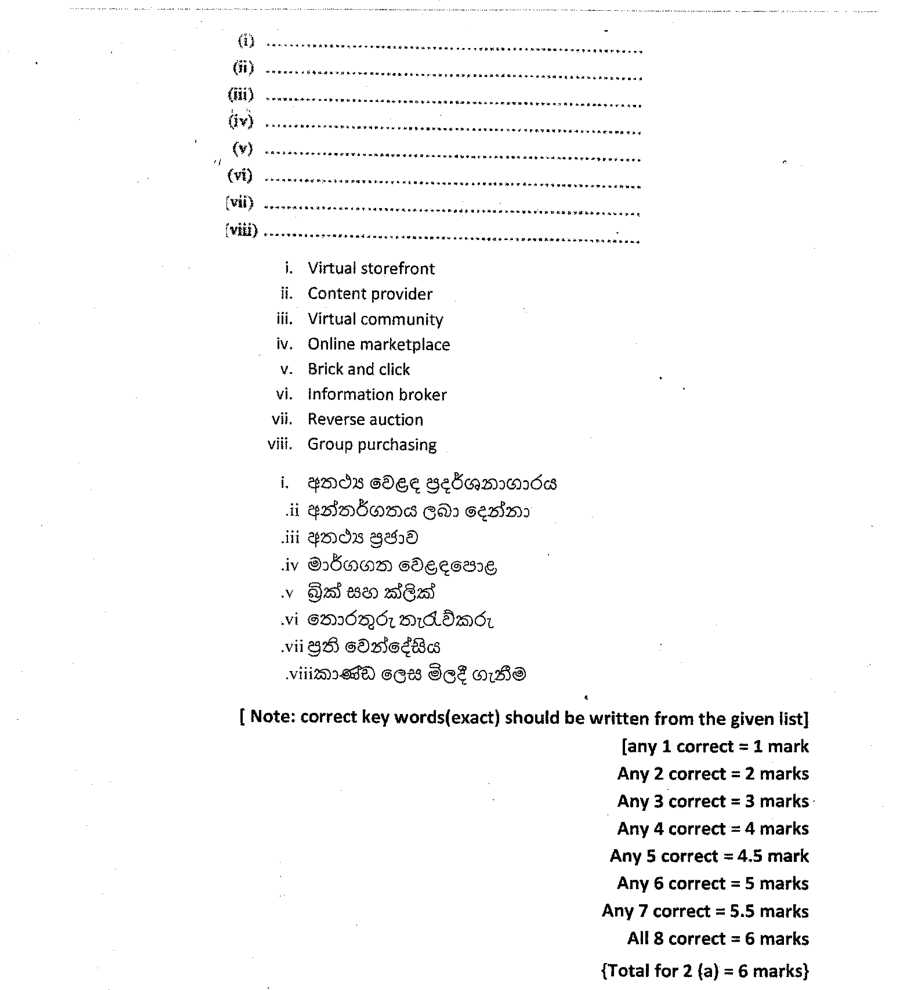 (i) ........................................................................
(ii) ........................................................................
(iii) ........................................................................
(iv) ........................................................................
(v) ........................................................................
(vi) ........................................................................
(vii) ........................................................................
(viii) ........................................................................
i. Virtual storefront
ii. Content provider
iii. Virtual community
iv. Online marketplace
v. Brick and click
vi. Information broker
vii. Reverse auction
viii. Group purchasing
i. අතථ්‍ය වෙළඳ ප්‍රදර්ශනාගාරය
.ii අන්තර්ගතය ලබා දෙන්නා
.iii අතථ්‍ය ප්‍රජාව
.iv මාර්ගගත වෙළඳපොළ
.v බ්‍රික් සහ ක්ලික්
.vi තොරතුරු තැරැව්කරු
.vii ප්‍රති වෙන්දේසිය
.viii කාණ්ඩ ලෙස මිලදී ගැනීම
[ Note: correct key words(exact) should be written from the given list]
[any 1 correct = 1 mark
Any 2 correct = 2 marks
Any 3 correct = 3 marks
Any 4 correct = 4 marks
Any 5 correct = 4.5 mark
Any 6 correct = 5 marks
Any 7 correct = 5.5 marks
All 8 correct = 6 marks
{Total for 2 (a) = 6 marks}